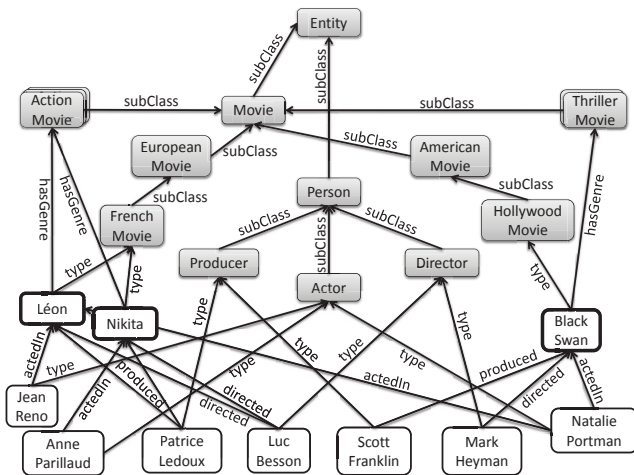 Entity
subClass
subClass
Action
Movie
subClass
Movie
subClass
Thriller
Movie
European
Movie
subClass
subClass
American
Movie
hasGenre
hasGenre
subClass
Person
subClass
hasGenre
French
Movie
subClass
subClass
subClass
Hollywood
Movie
type
type
Producer
Actor
Director
type
Léon
Nikita
Black
Swan
type
type
type
actedIn
type
actedIn
type
produced
directed
directed
type
actedIn
produced
directed
actedIn
Jean
Reno
Anne
Parillaud
Patrice
Ledoux
Luc
Besson
Scott
Franklin
Mark
Heyman
Natalie
Portman